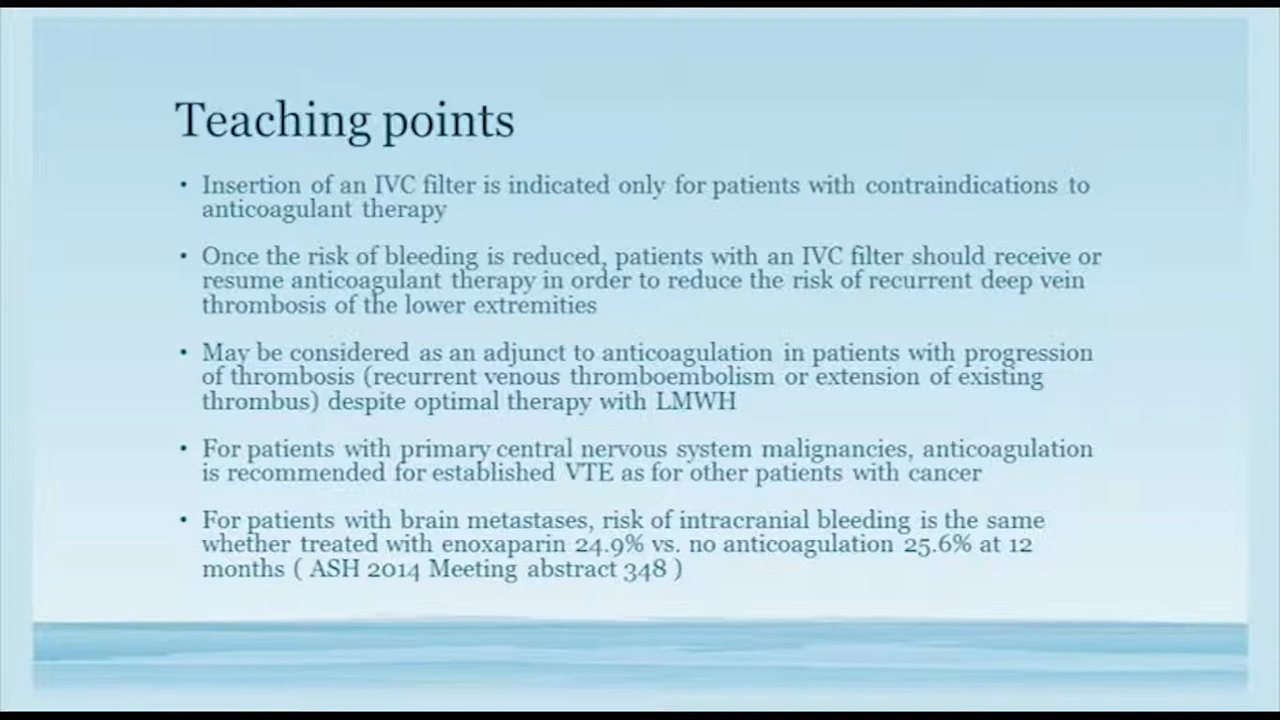 Teaching points
• Insertion of an IVC filter is indicated only for patients with contraindications to
anticoagulant therapy
• Once the risk of bleeding is reduced, patients with an IVC filter should receive or
resume anticoagulant therapy in order to reduce the risk of recurrent deep vein
thrombosis of the lower extremities
• May be considered as an adjunct to anticoagulation in patients with progression
of thrombosis (recurrent venous thromboembolism or extension of existing
thrombus) despite optimal therapy with LMWH
• For patients with primary central nervous system malignancies, anticoagulation
is recommended for established VTE as for other patients with cancer
• For patients with brain metastases, risk of intracranial bleeding is the same
whether treated with enoxaparin 24.9% vs. no anticoagulation 25.6% at 12
months ( ASH 2014 Meeting abstract 348 )